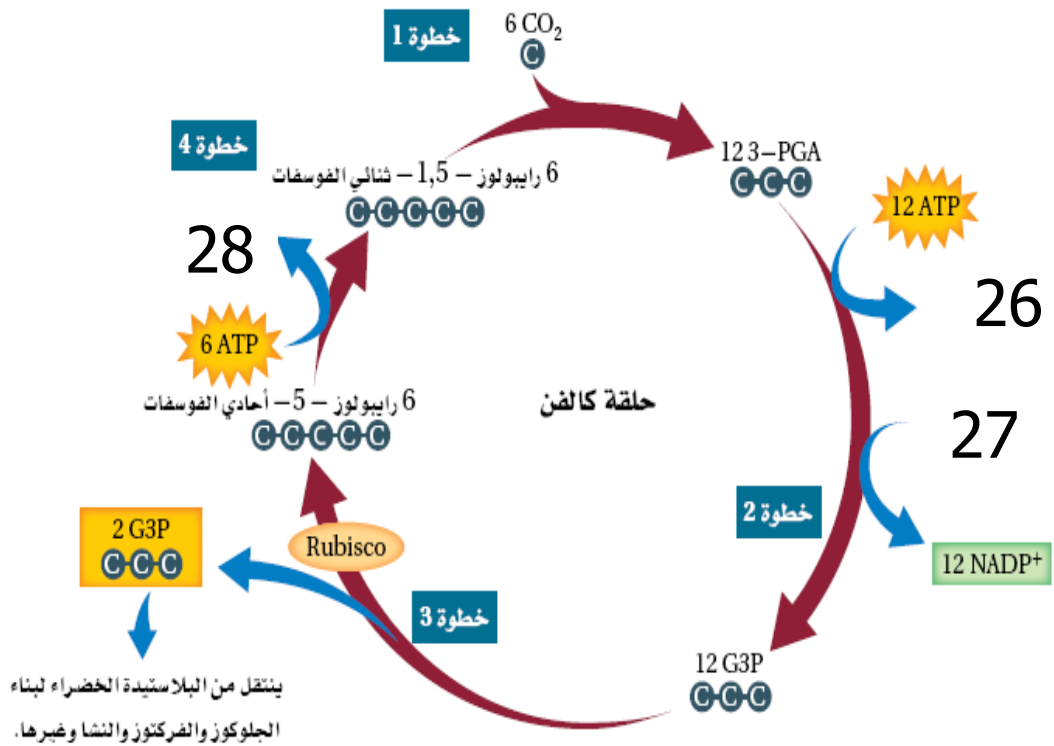 خطوة 1
6 CO₂
C
خطوة 4
6 رايبولوز – 1,5 – ثنائي الفوسفات
C-C-C-C-C
12 3–PGA
C-C-C
12 ATP
28
26
6 ATP
6 رايبولوز – 5 – أحادي الفوسفات
C-C-C-C-C
حلقة كالفن
27
خطوة 2
2 G3P
C-C-C
Rubisco
12 NADP⁺
خطوة 3
12 G3P
C-C-C
ينتقل من البلاستيدة الخضراء لبناء
الجلوكوز والفركتوز والنشا وغيرها.